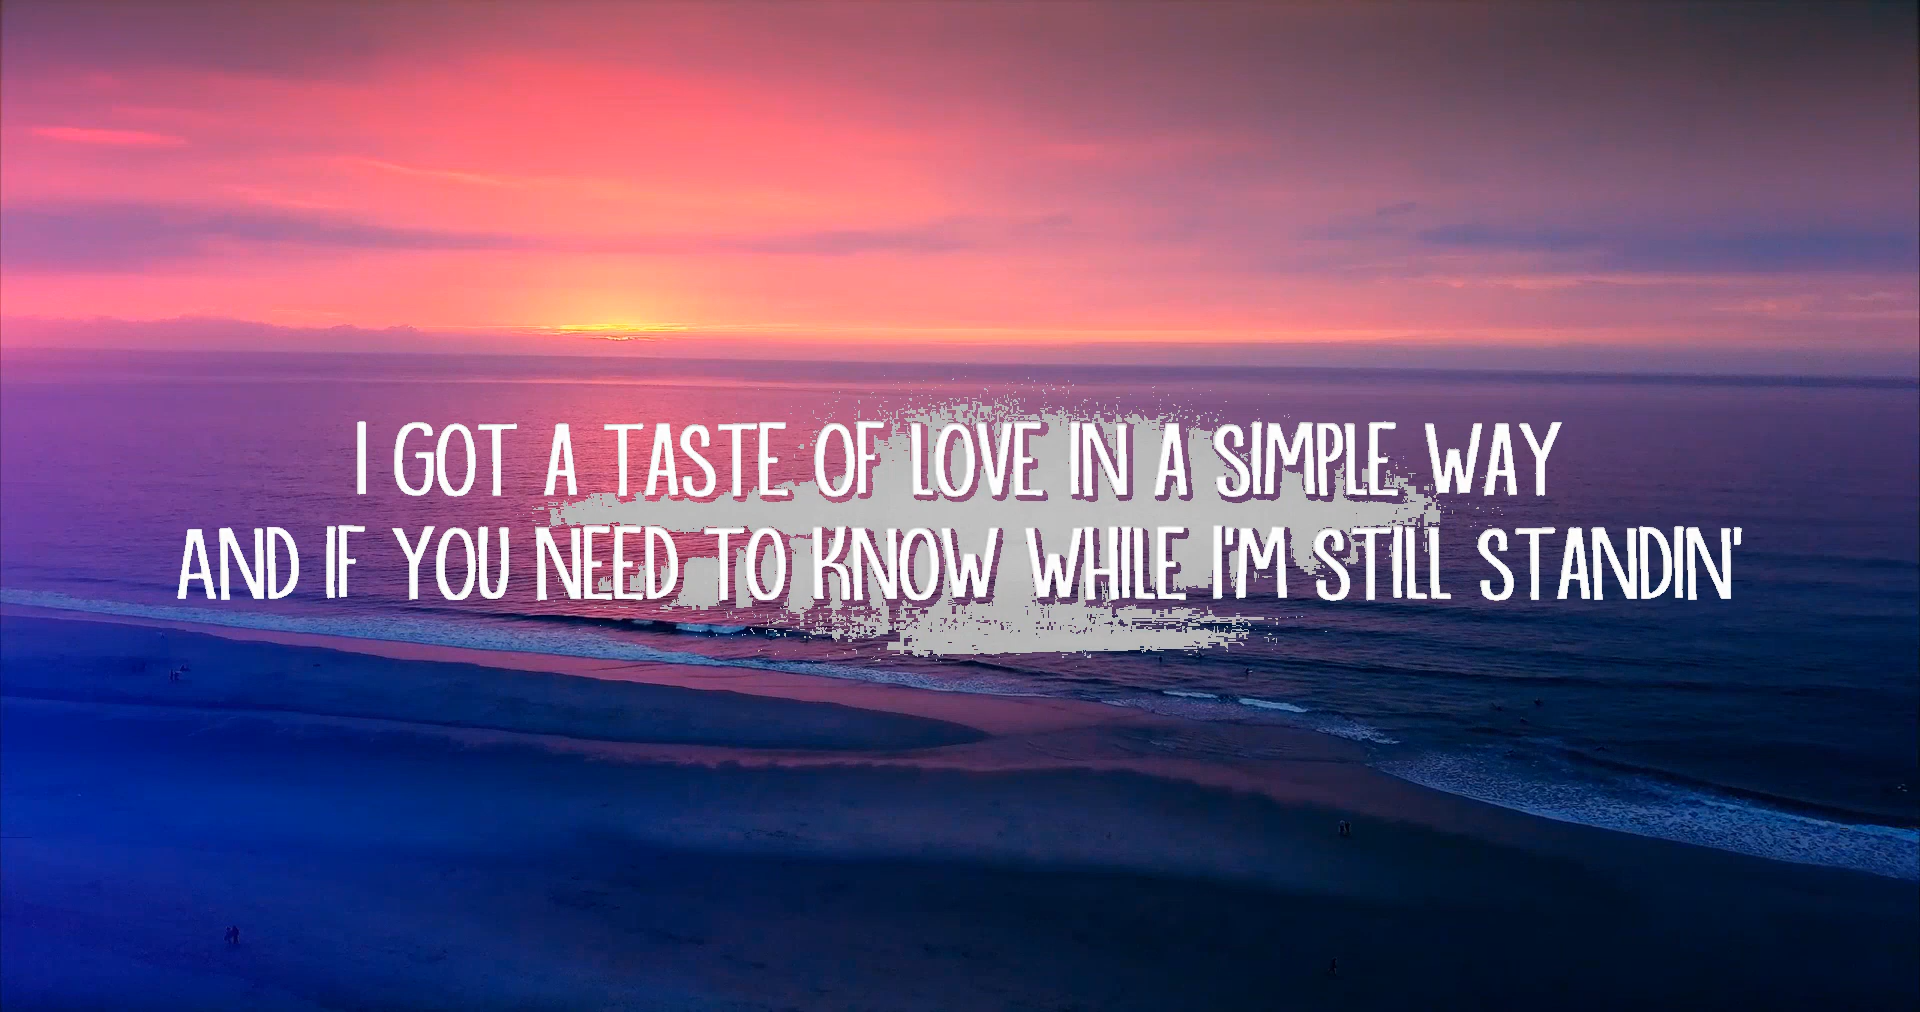 I GOT A TASTE OF LOVE IN A SIMPLE WAY
AND IF YOU NEED TO KNOW WHILE I'M STILL STANDIN'